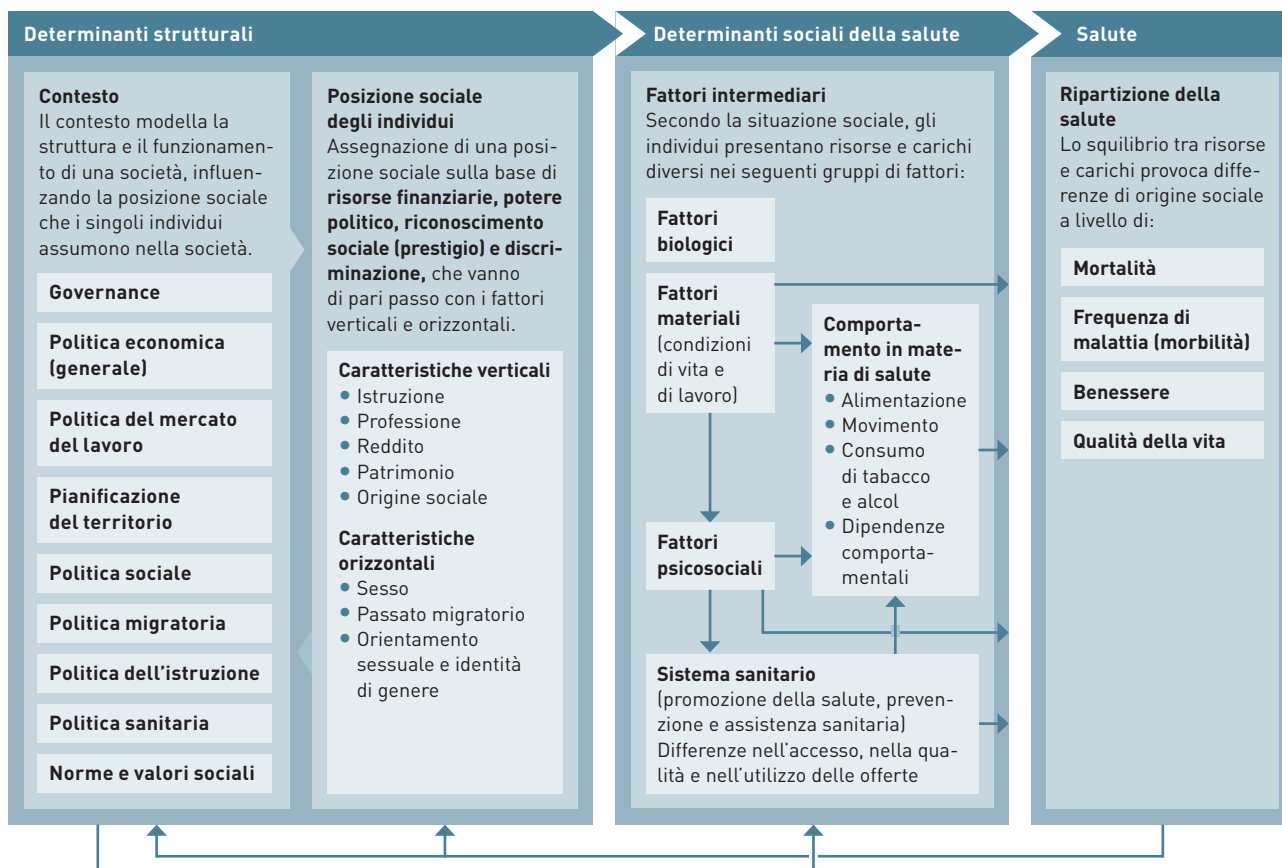 Determinanti strutturali
Determinanti sociali della salute
Salute
Contesto
Il contesto modella la
struttura e il funzionamen-
to di una società, influen-
zando la posizione sociale
che i singoli individui
assumono nella società.
Governance
Politica economica
(generale)
Politica del mercato
del lavoro
Pianificazione
del territorio
Politica sociale
Politica migratoria
Politica dell'istruzione
Politica sanitaria
Norme e valori sociali
Posizione sociale
degli individui
Assegnazione di una posi-
zione sociale sulla base di
risorse finanziarie, potere
politico, riconoscimento
sociale (prestigio) e discri-
minazione, che vanno
di pari passo con i fattori
verticali e orizzontali.
Caratteristiche verticali
• Istruzione
• Professione
• Reddito
• Patrimonio
• Origine sociale
Caratteristiche
orizzontali
• Sesso
• Passato migratorio
• Orientamento
sessuale e identità
di genere
Fattori intermediari
Secondo la situazione sociale, gli
individui presentano risorse e carichi
diversi nei seguenti gruppi di fattori:
Fattori
biologici
Fattori
materiali
(condizioni
di vita e
di lavoro)
Fattori
psicosociali
Comporta-
mento in mate-
ria di salute
• Alimentazione
• Movimento
• Consumo
di tabacco
e alcol
• Dipendenze
comporta-
mentali
Sistema sanitario
(promozione della salute, preven-
zione e assistenza sanitaria)
Differenze nell'accesso, nella qua-
lità e nell'utilizzo delle offerte
Ripartizione della
salute
Lo squilibrio tra risorse
e carichi provoca diffe-
renze di origine sociale
a livello di:
Mortalità
Frequenza di
malattia (morbilità)
Benessere
Qualità della vita